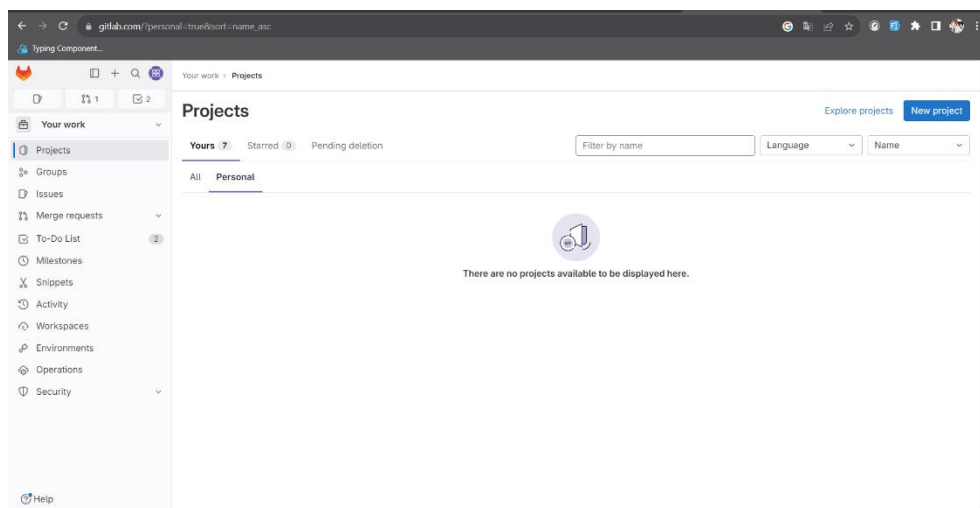 gitlab.com/?personal=true&sort=name_asc
Typing Component...
1
2
Your work
Projects
Groups
Issues
Merge requests
To-Do List 2
Milestones
Snippets
Activity
Workspaces
Environments
Operations
Security
Help
Your work > Projects
Projects
Explore projects New project
Yours 7 Starred 0 Pending deletion Filter by name Language Name
All Personal
There are no projects available to be displayed here.